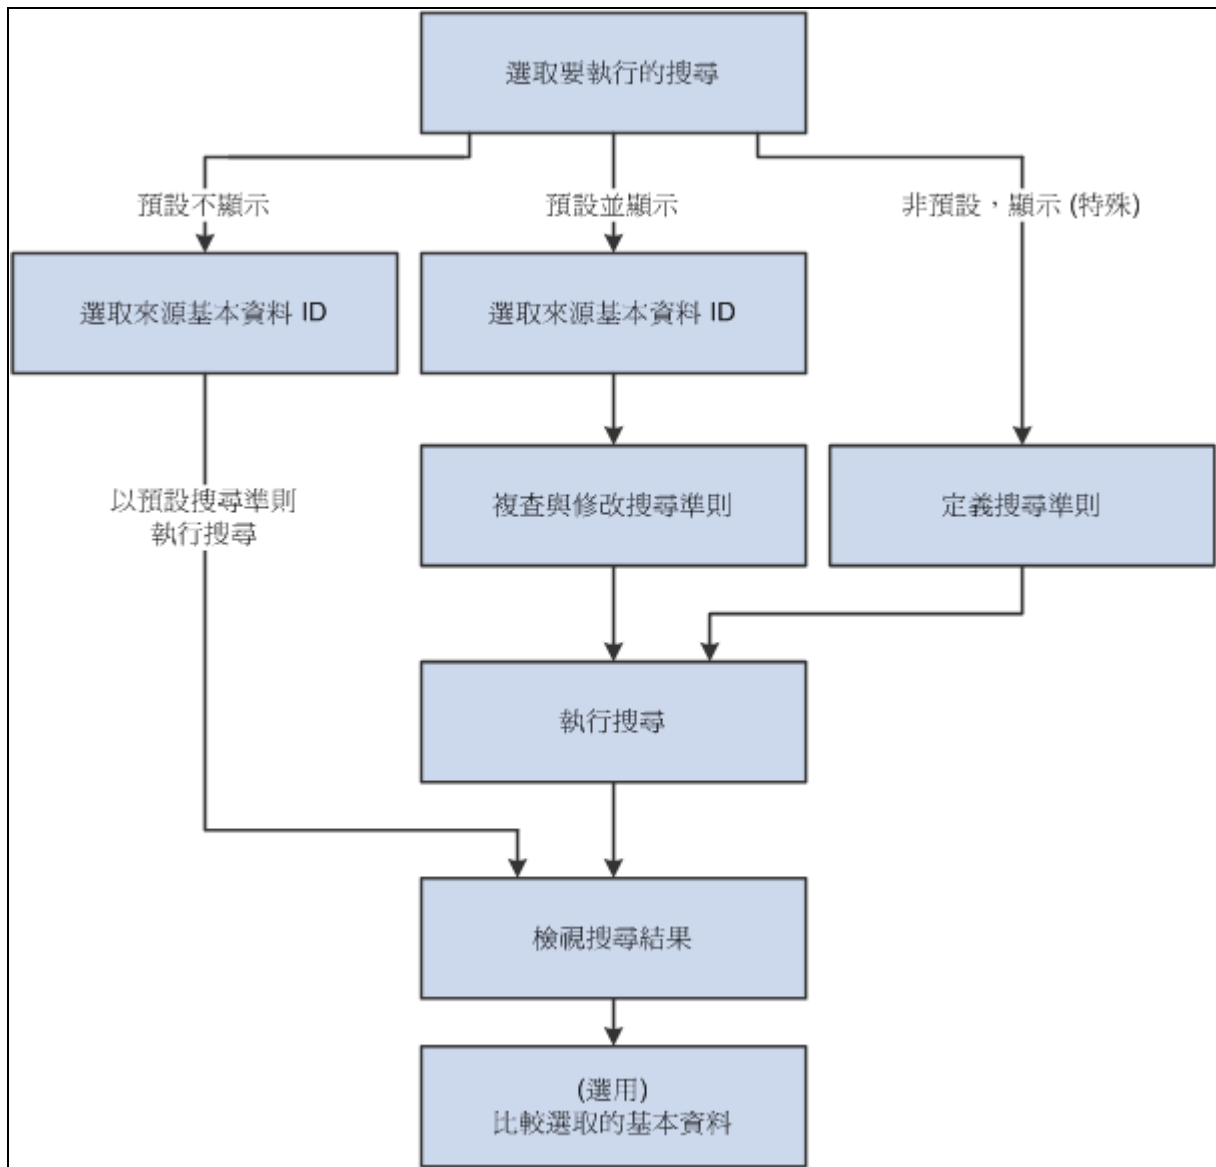 選取要執行的搜尋
預設不顯示
預設並顯示
非預設，顯示 (特殊)
選取來源基本資料 ID
選取來源基本資料 ID
以預設搜尋準則
執行搜尋
複查與修改搜尋準則
定義搜尋準則
執行搜尋
檢視搜尋結果
(選用)
比較選取的基本資料